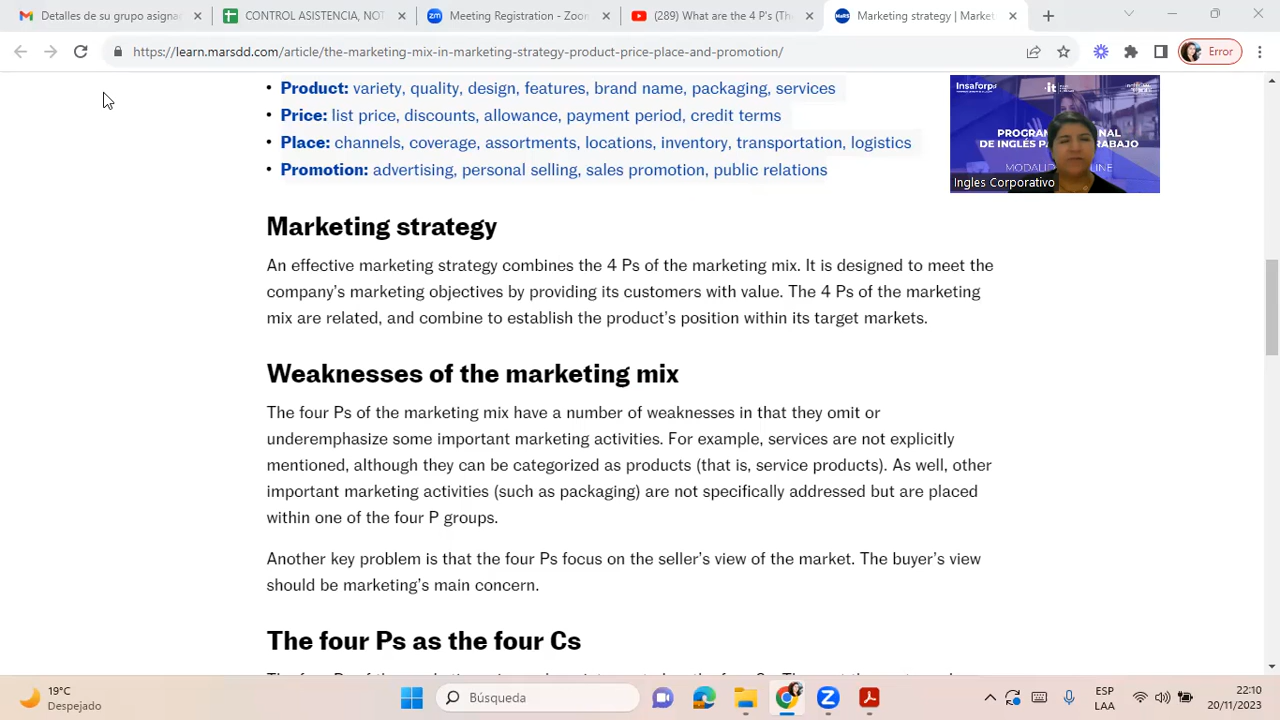 Detalles de su grupo asigna
CONTROL ASISTENCIA, NOT
Meeting Registration - Zoo
(289) What are the 4 P's (Th
Marketing strategy | Marke
https://learn.marsdd.com/article/the-marketing-mix-in-marketing-strategy-product-price-place-and-promotion/
Error
• Product: variety, quality, design, features, brand name, packaging, services
• Price: list price, discounts, allowance, payment period, credit terms
• Place: channels, coverage, assortments, locations, inventory, transportation, logistics
• Promotion: advertising, personal selling, sales promotion, public relations
Insaforp
it
DE INGLÉS PA
Ingles Corporativo
Marketing strategy
An effective marketing strategy combines the 4 Ps of the marketing mix. It is designed to meet the
company's marketing objectives by providing its customers with value. The 4 Ps of the marketing
mix are related, and combine to establish the product's position within its target markets.
Weaknesses of the marketing mix
The four Ps of the marketing mix have a number of weaknesses in that they omit or
underemphasize some important marketing activities. For example, services are not explicitly
mentioned, although they can be categorized as products (that is, service products). As well, other
important marketing activities (such as packaging) are not specifically addressed but are placed
within one of the four P groups.
Another key problem is that the four Ps focus on the seller's view of the market. The buyer's view
should be marketing's main concern.
The four Ps as the four Cs
19°C
Despejado
Búsqueda
ESP
LAA
22:10
20/11/2023